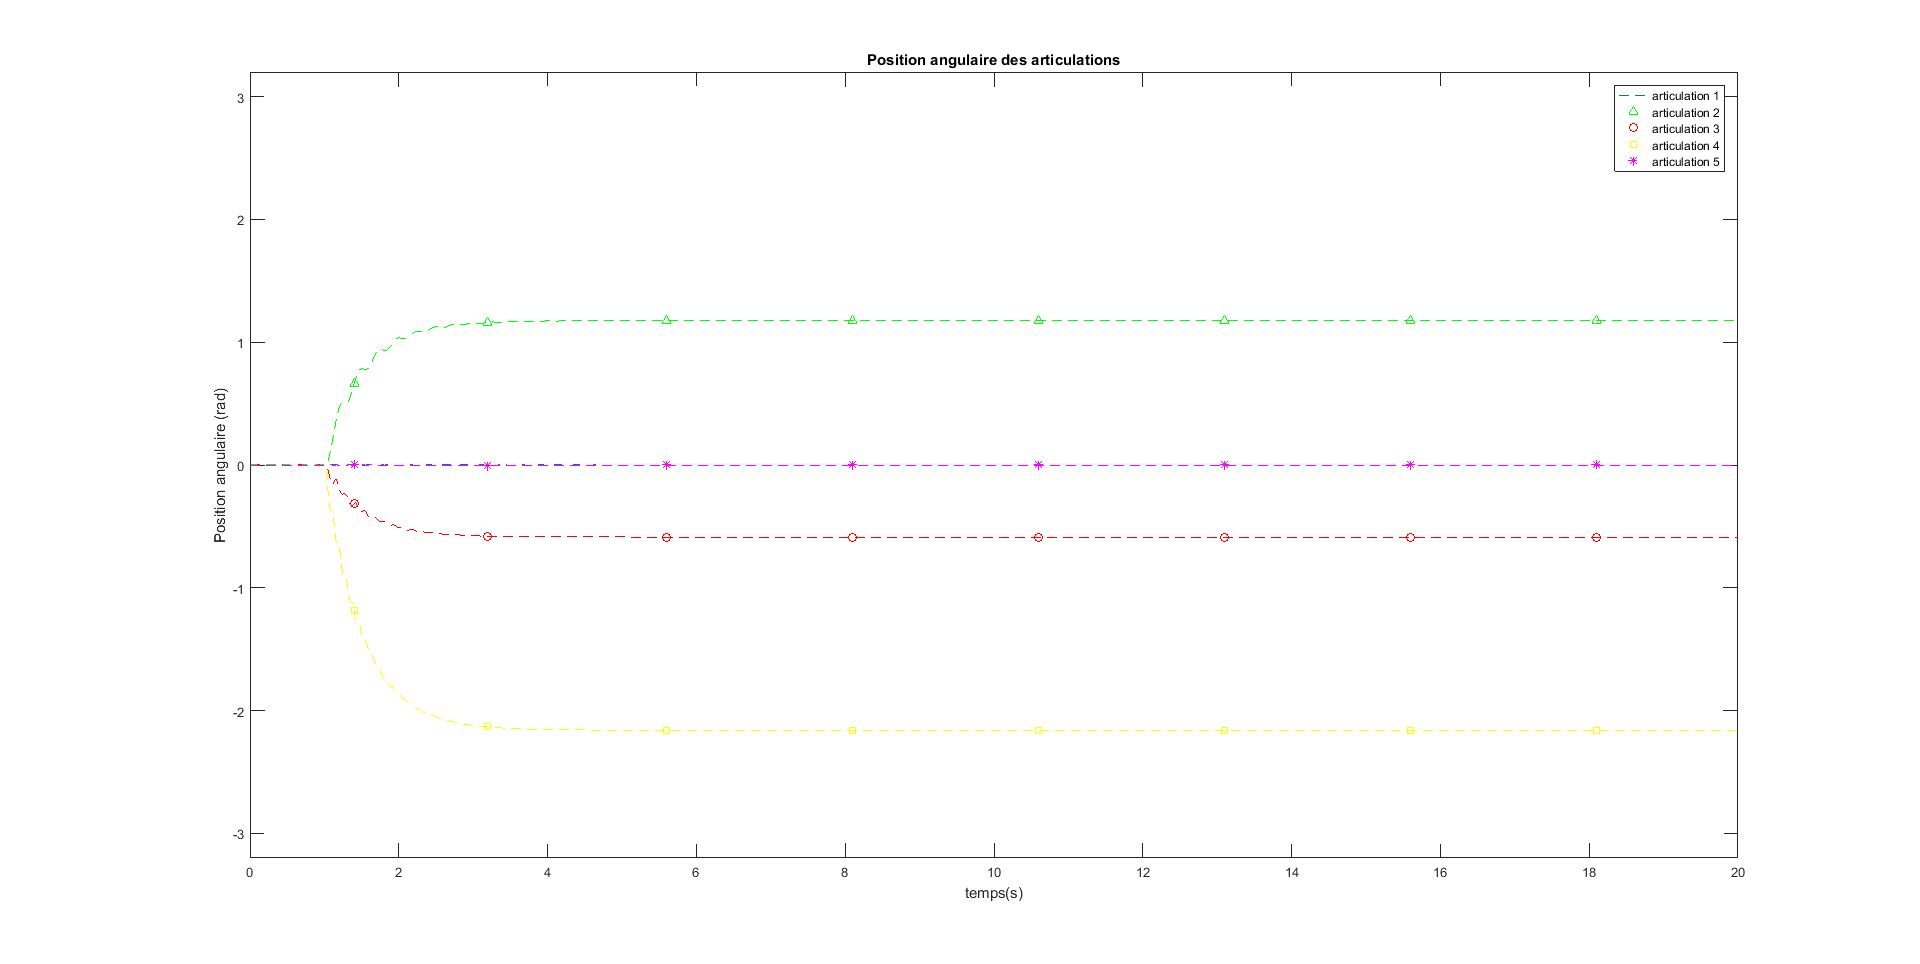 Position angulaire des articulations
articulation 1
articulation 2
articulation 3
articulation 4
articulation 5
3
2
1
0
-1
-2
-3
Position angulaire (rad)
0 2 4 6 8 10 12 14 16 18 20
temps(s)